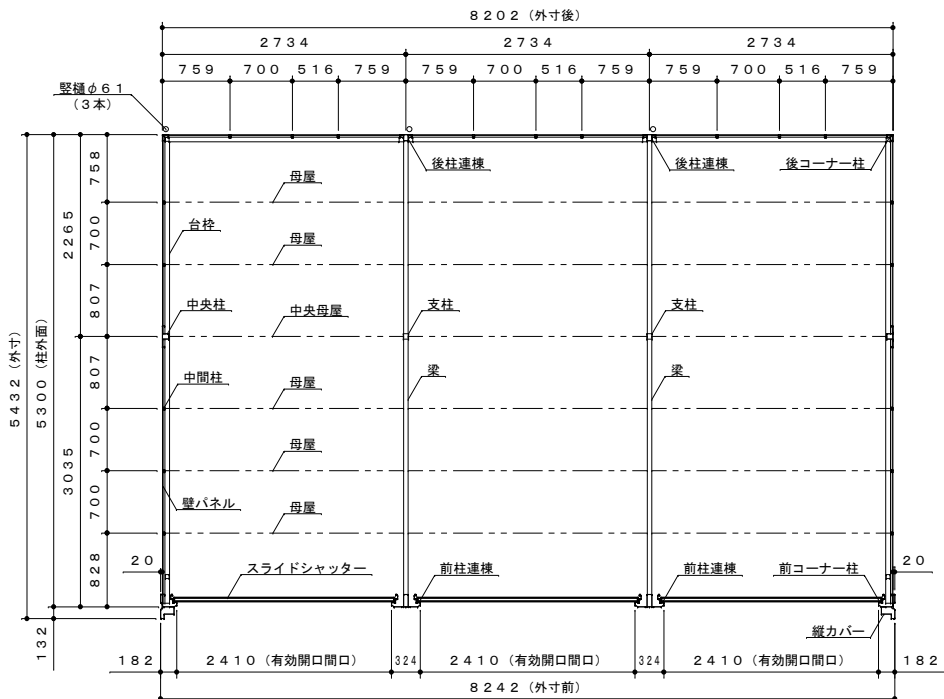 ８２０２（外寸後）
２７３４ ２７３４ ２７３４
７５９ ７００ ５１６ ７５９ ７５９ ７００ ５１６ ７５９ ７５９ ７００ ５１６ ７５９
竪樋φ６１
（３本）
後柱連棟 後柱連棟 後コーナー柱
母屋
台枠
母屋
中央柱 中央母屋 支柱 支柱
中間柱 母屋 梁 梁
母屋
壁パネル 母屋
スライドシャッター 前柱連棟 前柱連棟 前コーナー柱
縦カバー
５４３２（外寸）
５３００（柱外面）
２２６５
３０３５
７５８
７００
８０７
８０７
７００
７００
８２８
１３２
２０ ２０
１８２ ２４１０（有効開口間口） ３２４ ２４１０（有効開口間口） ３２４ ２４１０（有効開口間口） １８２
８２４２（外寸前）